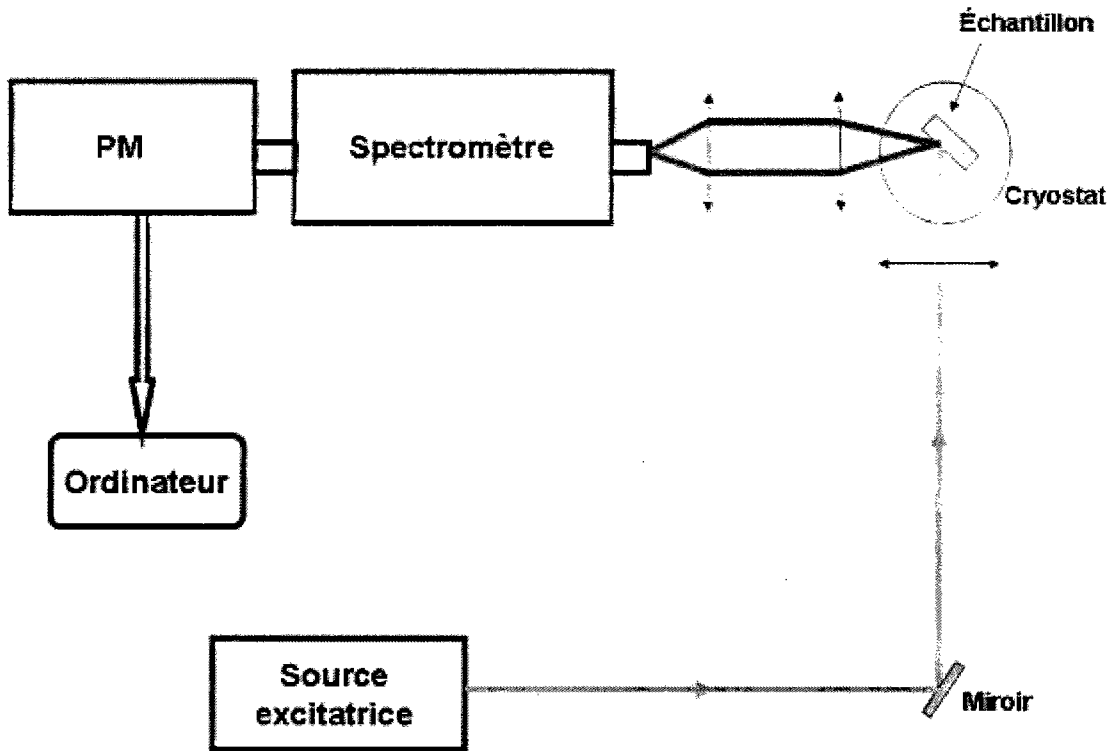 Échantillon
PM
Spectromètre
Cryostat
Ordinateur
Source
excitatrice
Miroir